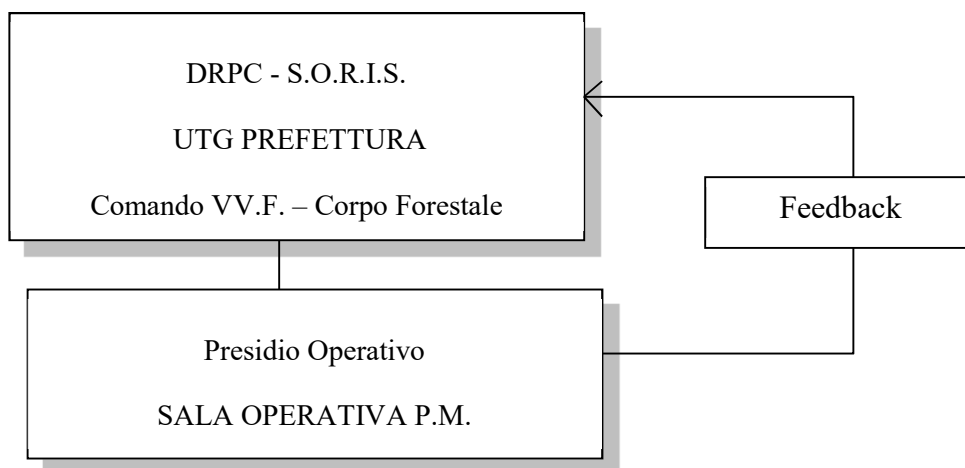 DRPC - S.O.R.I.S.
UTG PREFETTURA
Comando VV.F. – Corpo Forestale
Feedback
Presidio Operativo
SALA OPERATIVA P.M.